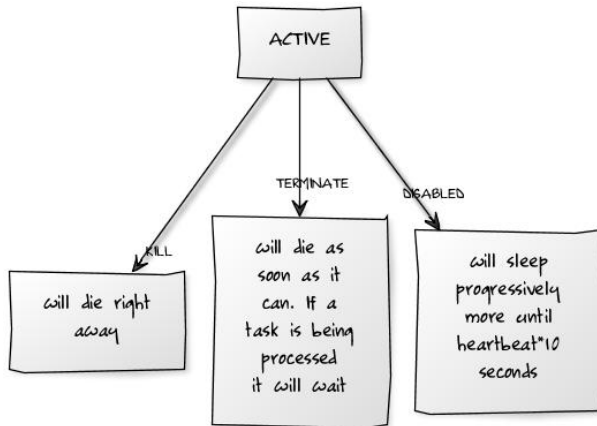 ACTIVE
KILL
TERMINATE
DISABLED
will die right
away
will die as
soon as it
can. If a
task is being
processed
it will wait
will sleep
progressively
more until
heartbeat*10
seconds